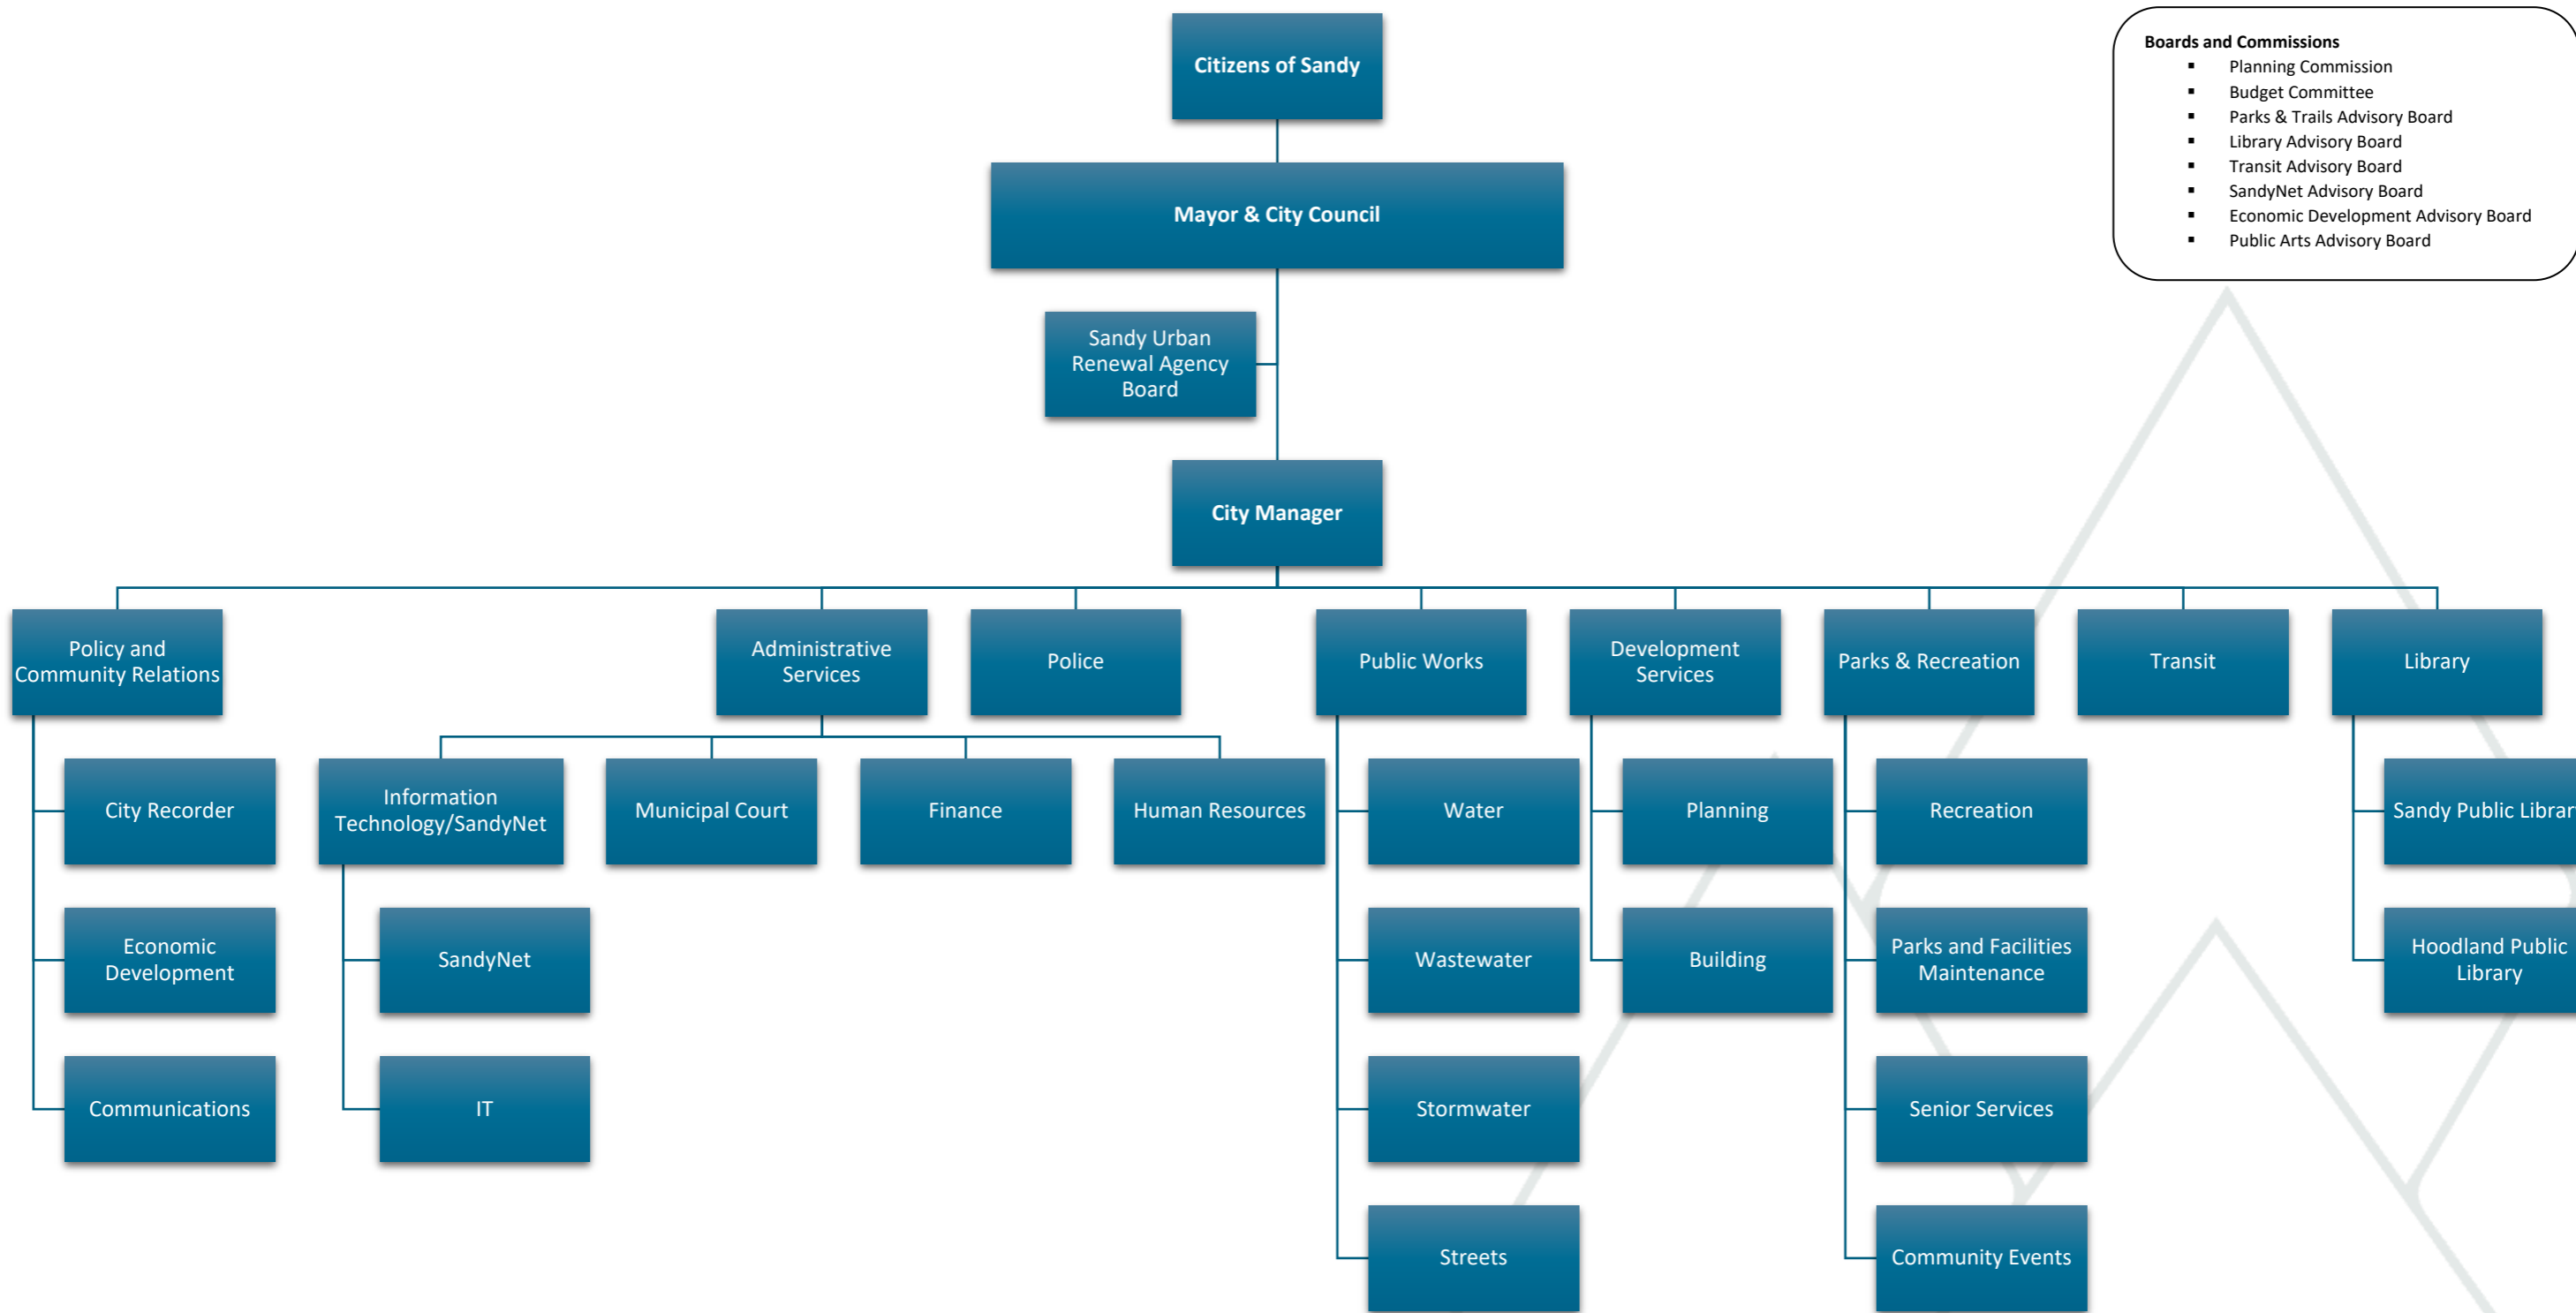 Citizens of Sandy
Boards and Commissions
▪ Planning Commission
▪ Budget Committee
▪ Parks & Trails Advisory Board
▪ Library Advisory Board
▪ Transit Advisory Board
▪ SandyNet Advisory Board
▪ Economic Development Advisory Board
▪ Public Arts Advisory Board
Mayor & City Council
Sandy Urban
Renewal Agency
Board
City Manager
Policy and
Community Relations
Administrative
Services
Police
Public Works
Development
Services
Parks & Recreation
Transit
Library
City Recorder
Information
Technology/SandyNet
Municipal Court
Finance
Human Resources
Water
Planning
Recreation
Sandy Public Library
Economic
Development
SandyNet
Wastewater
Building
Parks and Facilities
Maintenance
Hoodland Public
Library
Communications
IT
Stormwater
Senior Services
Streets
Community Events